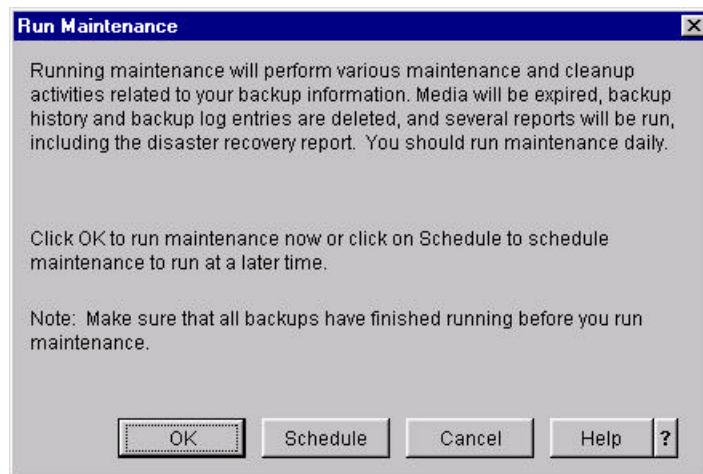 Run Maintenance
Running maintenance will perform various maintenance and cleanup
activities related to your backup information. Media will be expired, backup
history and backup log entries are deleted, and several reports will be run,
including the disaster recovery report.  You should run maintenance daily.
Click OK to run maintenance now or click on Schedule to schedule
maintenance to run at a later time.
Note:  Make sure that all backups have finished running before you run
maintenance.
OK Schedule Cancel Help ?